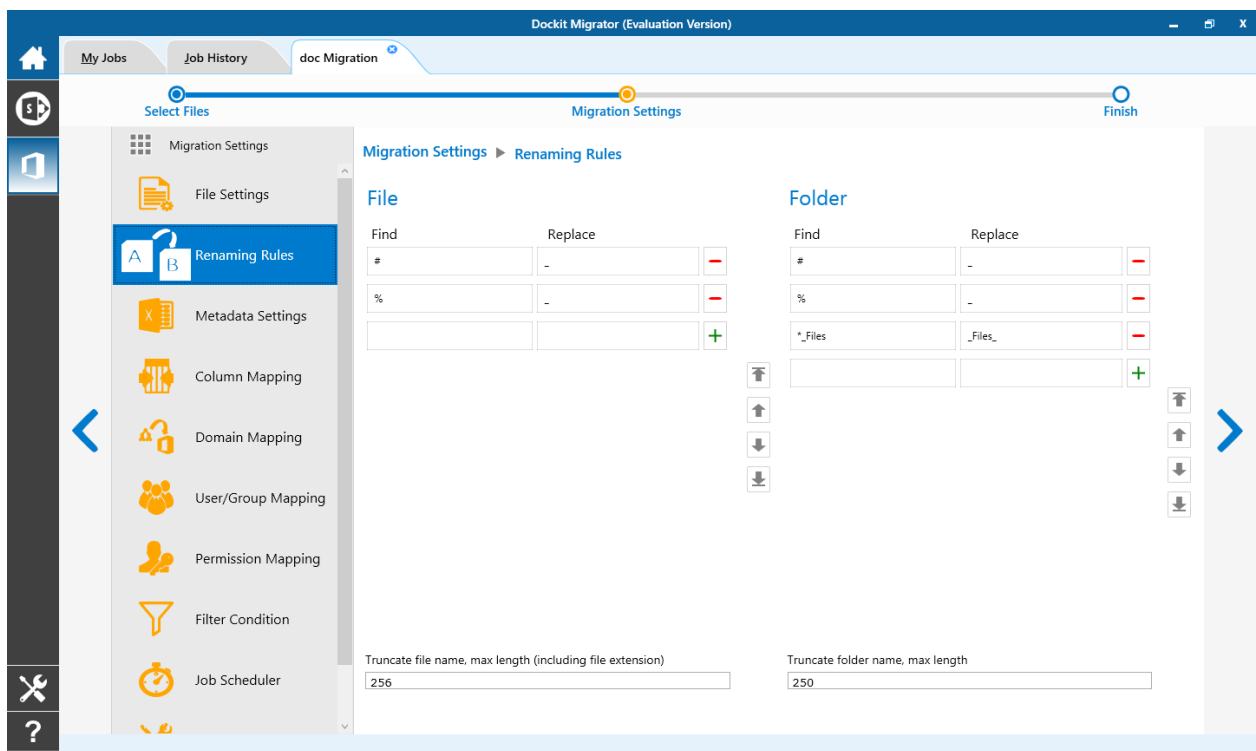 Dockit Migrator (Evaluation Version)
My Jobs
Job History
doc Migration
Select Files
Migration Settings
Finish
Migration Settings
File Settings
A
B
Renaming Rules
X
Metadata Settings
Column Mapping
Domain Mapping
User/Group Mapping
Permission Mapping
Filter Condition
Job Scheduler
Migration Settings ▶ Renaming Rules
File
Find Replace
# _
% _
Folder
Find Replace
# _
% _
*_Files _Files_
Truncate file name, max length (including file extension)
256
Truncate folder name, max length
250